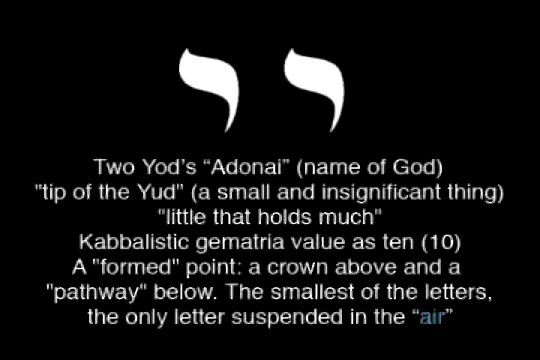 יי
Two Yod's “Adonai” (name of God)
"tip of the Yud" (a small and insignificant thing)
"little that holds much"
Kabbalistic gematria value as ten (10)
A "formed" point: a crown above and a
"pathway" below. The smallest of the letters,
the only letter suspended in the “air”